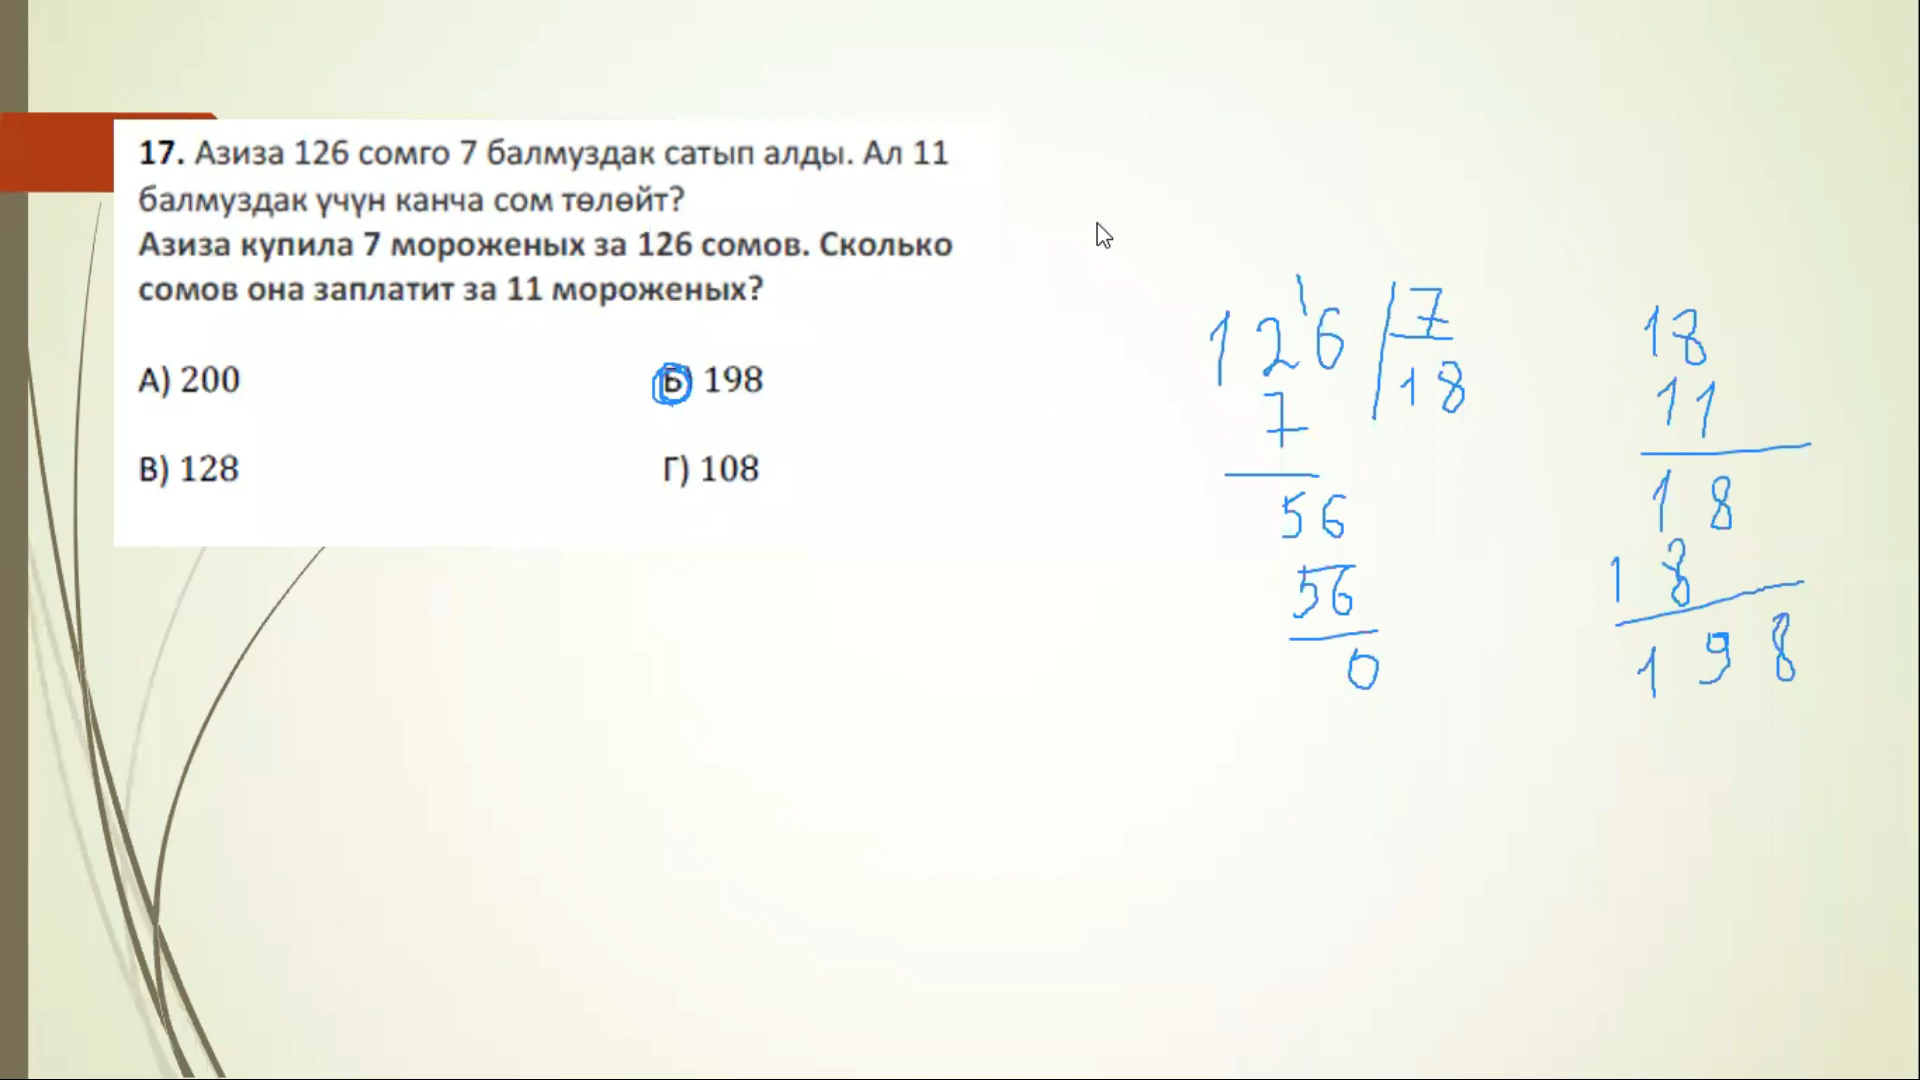 17. Азиза 126 сомго 7 балмуздак сатып алды. Ал 11
балмуздак үчүн канча сом төлөйт?
Азиза купила 7 мороженых за 126 сомов. Сколько
сомов она заплатит за 11 мороженых?
А) 200
Б) 198
В) 128
Г) 108
126 7
7 18
56
56
0
18
11
18
18
198